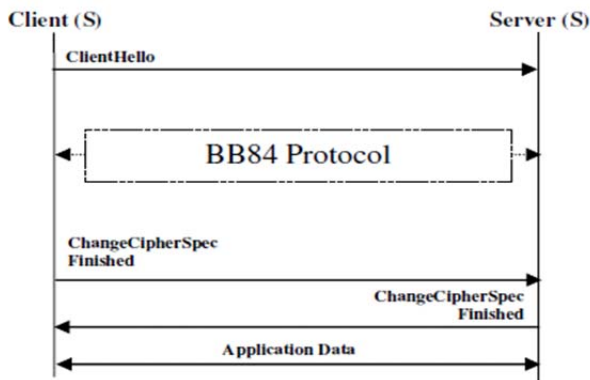 Client (S)
Server (S)
ClientHello
BB84 Protocol
ChangeCipherSpec
Finished
ChangeCipherSpec
Finished
Application Data